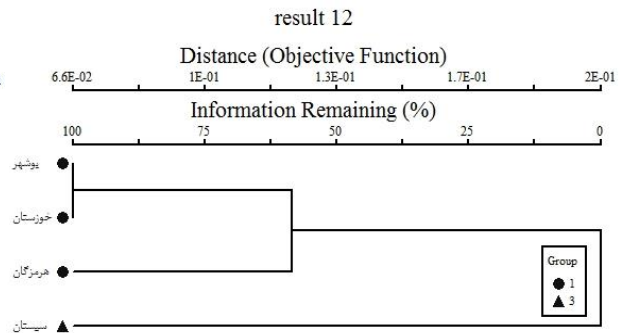 result 12
Distance (Objective Function)
6.6E-02 1E-01 1.3E-01 1.7E-01 2E-01
Information Remaining (%)
100 75 50 25 0
بوشهر
خوزستان
هرمزگان
سیستان
Group
1
3